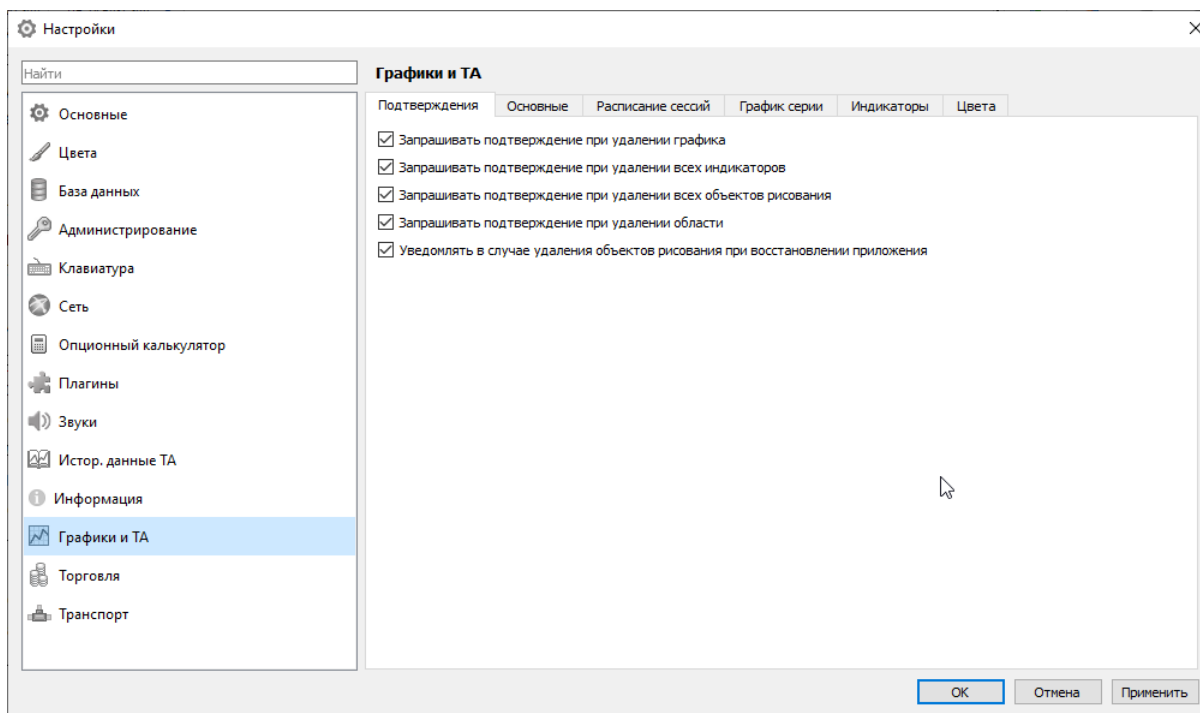 Настройки
Найти
Основные
Цвета
База данных
Администрирование
Клавиатура
Сеть
Опционный калькулятор
Плагины
Звуки
Истор. данные ТА
Информация
Графики и ТА
Торговля
Транспорт
Графики и ТА
Подтверждения Основные Расписание сессий График серии Индикаторы Цвета
Запрашивать подтверждение при удалении графика
Запрашивать подтверждение при удалении всех индикаторов
Запрашивать подтверждение при удалении всех объектов рисования
Запрашивать подтверждение при удалении области
Уведомлять в случае удаления объектов рисования при восстановлении приложения
OK Отмена Применить